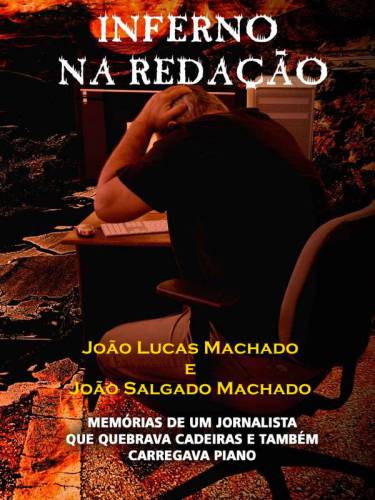 INFERNO
NA REDAÇÃO
JOÃO LUCAS MACHADO
E
JOÃO SALGADO MACHADO
MEMÓRIAS DE UM JORNALISTA
QUE QUEBRAVA CADEIRAS E TAMBÉM
CARREGAVA PIANO